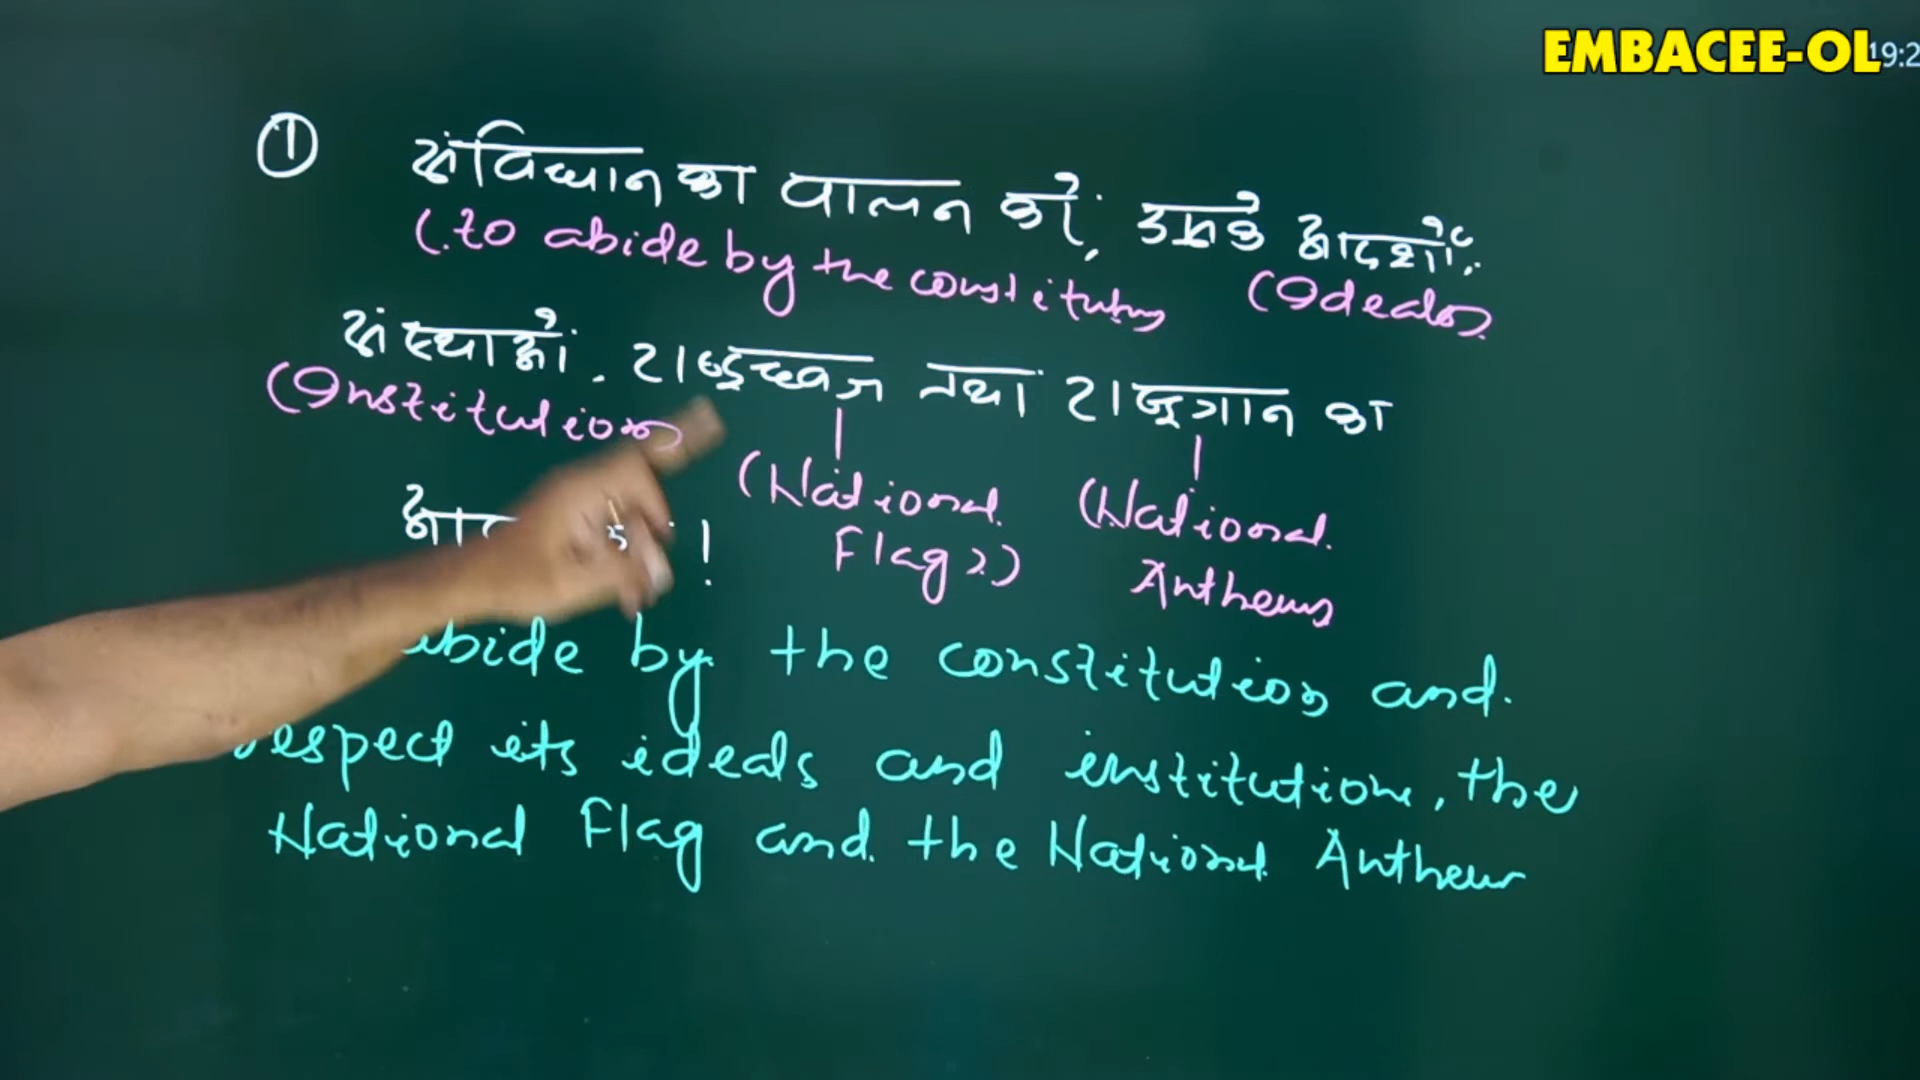 EMBACEE-OL
19:2
① संविधान का पालन करें, उसके आदर्शों,
(to abide by the constitution (Ideals)
संस्थाओं, राष्ट्रध्वज तथा राष्ट्रगान का
(Institution)
(National (National
Flag)) Anthem)
abide by the constitution and
respect its ideals and institution, the
National Flag and the National Anthem